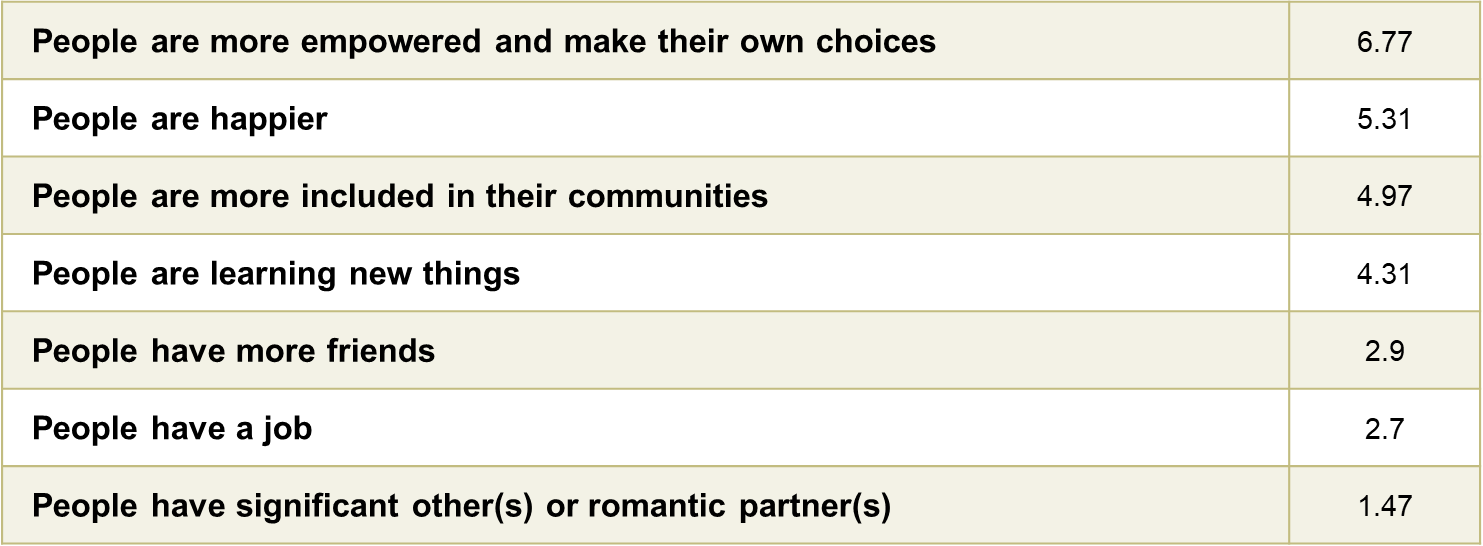 People are more empowered and make their own choices 6.77
People are happier 5.31
People are more included in their communities 4.97
People are learning new things 4.31
People have more friends 2.9
People have a job 2.7
People have significant other(s) or romantic partner(s) 1.47